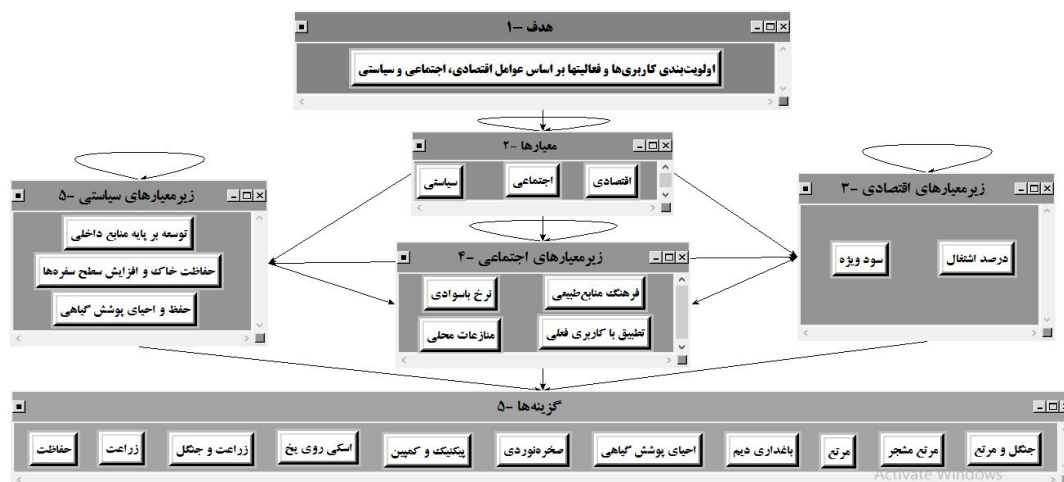 هدف -۱
اولویت‌بندی کاربری‌ها و فعالیتها بر اساس عوامل اقتصادی، اجتماعی و سیاستی
معیارها -۲
اقتصادی
اجتماعی
سیاستی
زیرمعیارهای اقتصادی -۳
درصد اشتغال
سود ویژه
زیرمعیارهای اجتماعی -۴
فرهنگ منابع‌طبیعی
نرخ باسوادی
تطبیق با کاربری فعلی
منازعات محلی
زیرمعیارهای سیاستی -۵
توسعه بر پایه منابع داخلی
حفاظت خاک و افزایش سطح سفره‌ها
حفظ و احیای پوشش گیاهی
گزینه‌ها -۵
جنگل و مرتع
مرتع مشجر
مرتع
باغداری دیم
احیای پوشش گیاهی
صخره‌نوردی
پیکنیک و کمپین
اسکی روی یخ
زراعت و جنگل
زراعت
حفاظت
Activate Windows